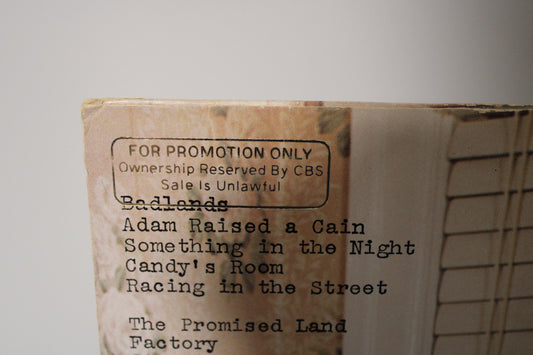 FOR PROMOTION ONLY
Ownership Reserved By CBS
Sale Is Unlawful
Badlands
Adam Raised a Cain
Something in the Night
Candy's Room
Racing in the Street
The Promised Land
Factory